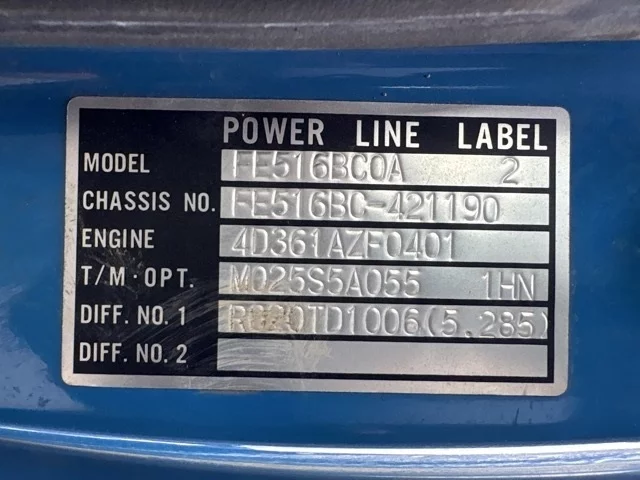 POWER LINE LABEL
MODEL FE516BC0A 2
CHASSIS NO. FE516BC-421190
ENGINE 4D361AZF0401
T/M·OPT. M025S5A055 1HN
DIFF. NO. 1 R020TD1006(5.285)
DIFF. NO. 2